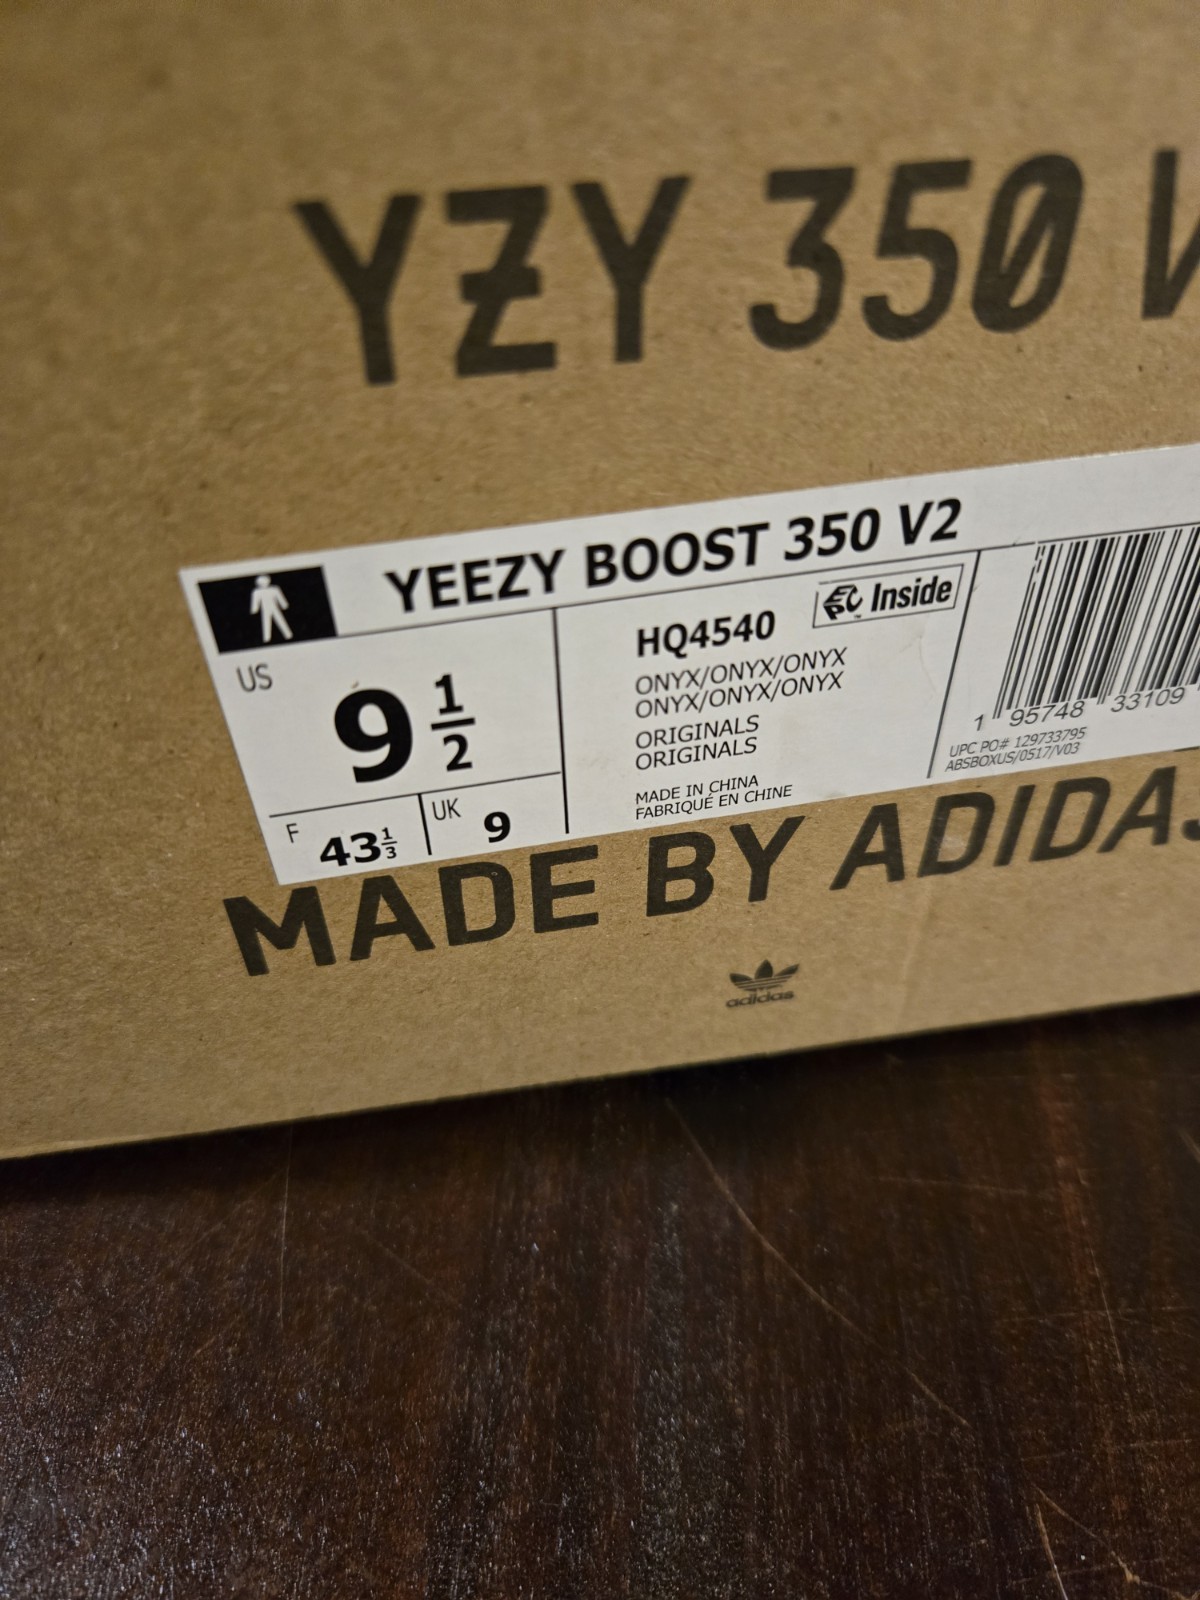 YZY 350 V
YEEZY BOOST 350 V2
US
9 1/2
F
43 1/3
UK
9
HQ4540
EPC Inside
ONYX/ONYX/ONYX
ONYX/ONYX/ONYX
ORIGINALS
ORIGINALS
MADE IN CHINA
FABRIQUÉ EN CHINE
1 95748 33109
UPC PO# 129733795
ABSBOXUS/0517/V03
MADE BY ADIDAS
adidas